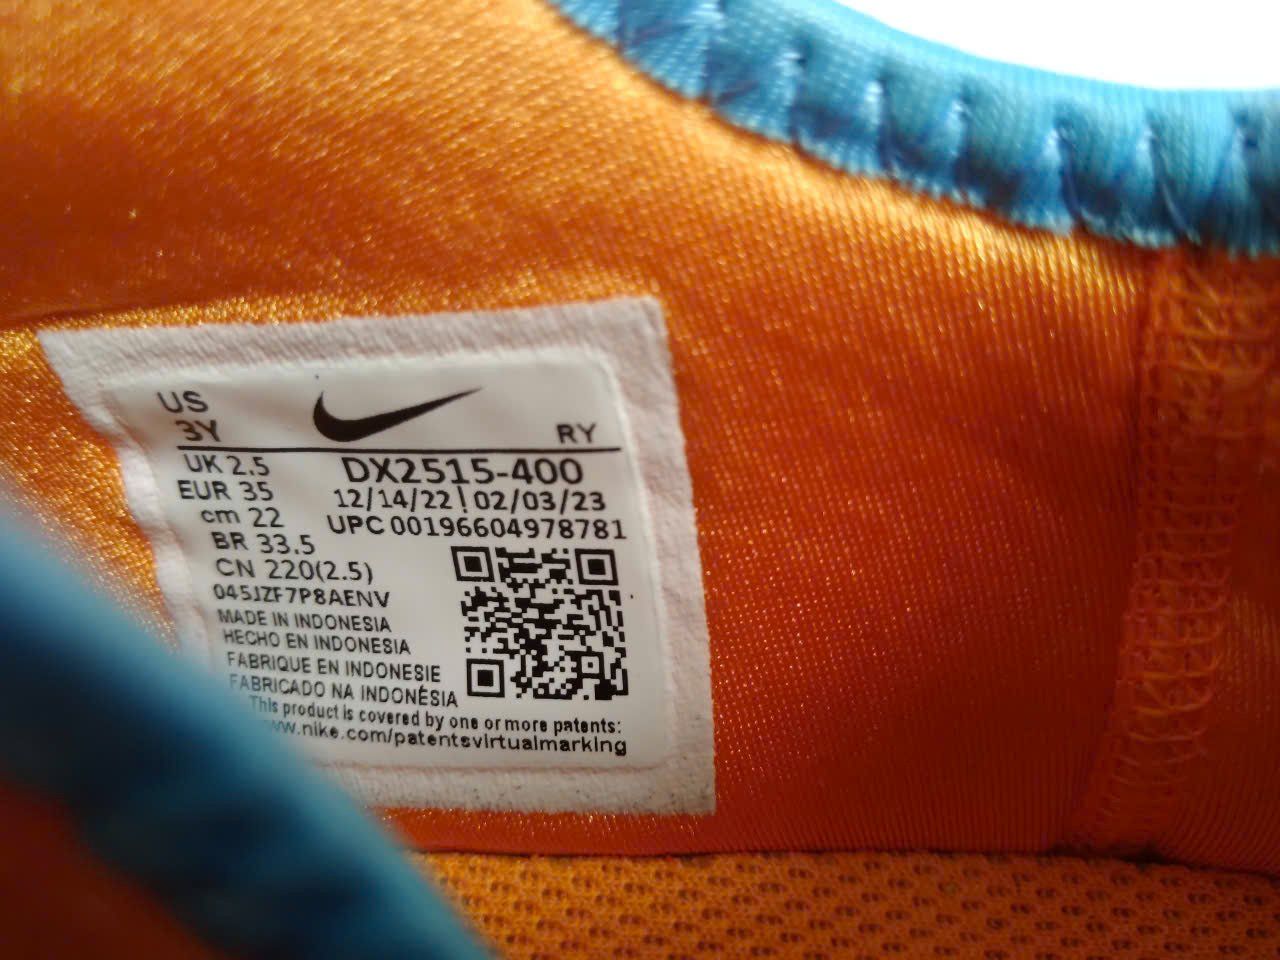 US
3Y
RY
UK 2.5
DX2515-400
EUR 35
12/14/22 | 02/03/23
cm 22
UPC 00196604978781
BR 33.5
CN 220(2.5)
045JZF7P8AENV
MADE IN INDONESIA
HECHO EN INDONESIA
FABRIQUE EN INDONESIE
FABRICADO NA INDONÉSIA
This product is covered by one or more patents:
www.nike.com/patentsvirtualmarking